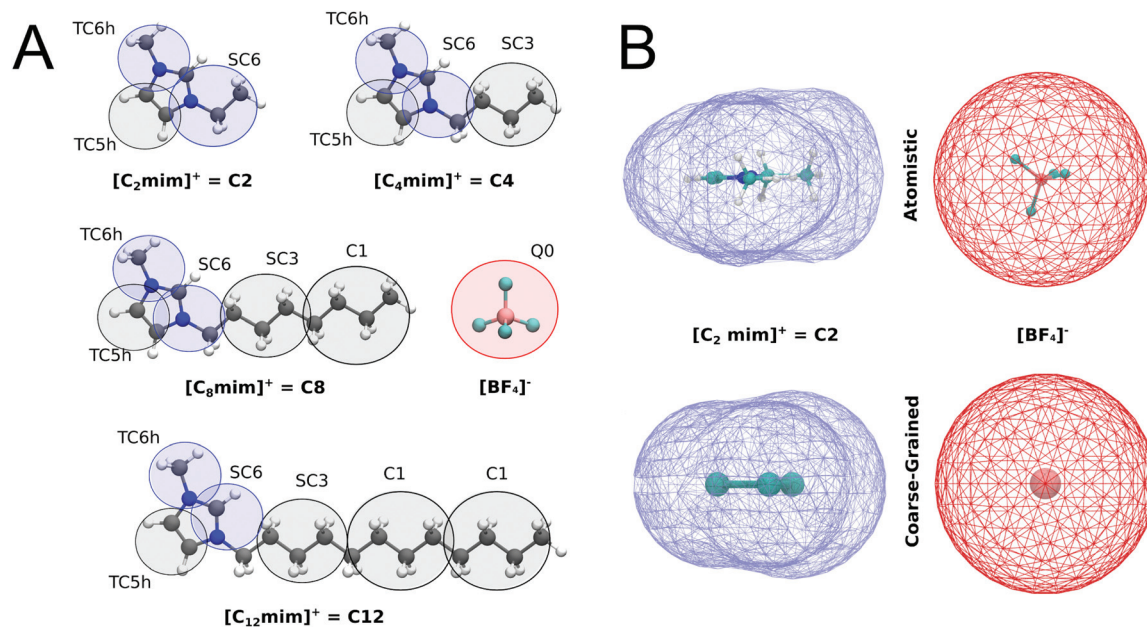 A
TC6h
SC6
TC5h
[C₂mim]⁺ = C2
TC6h
SC6
SC3
TC5h
[C₄mim]⁺ = C4
TC6h
SC6
SC3
C1
TC5h
[C₈mim]⁺ = C8
Q0
[BF₄]⁻
TC6h
SC6
SC3
C1
C1
TC5h
[C₁₂mim]⁺ = C12
B
Atomistic
[C₂ mim]⁺ = C2
[BF₄]⁻
Coarse-Grained